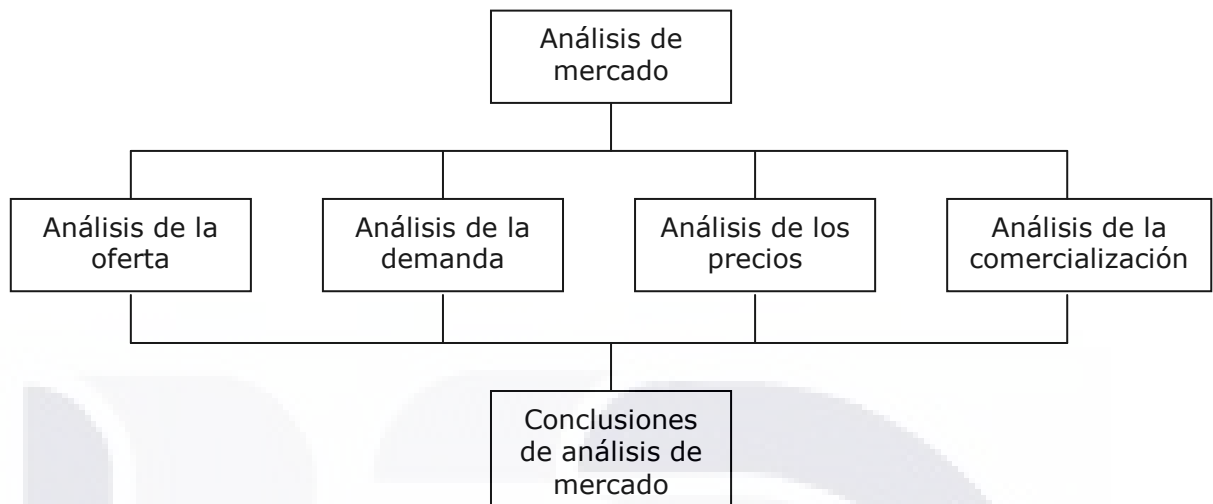 Análisis de
mercado
Análisis de la
oferta
Análisis de la
demanda
Análisis de los
precios
Análisis de la
comercialización
Conclusiones
de análisis de
mercado